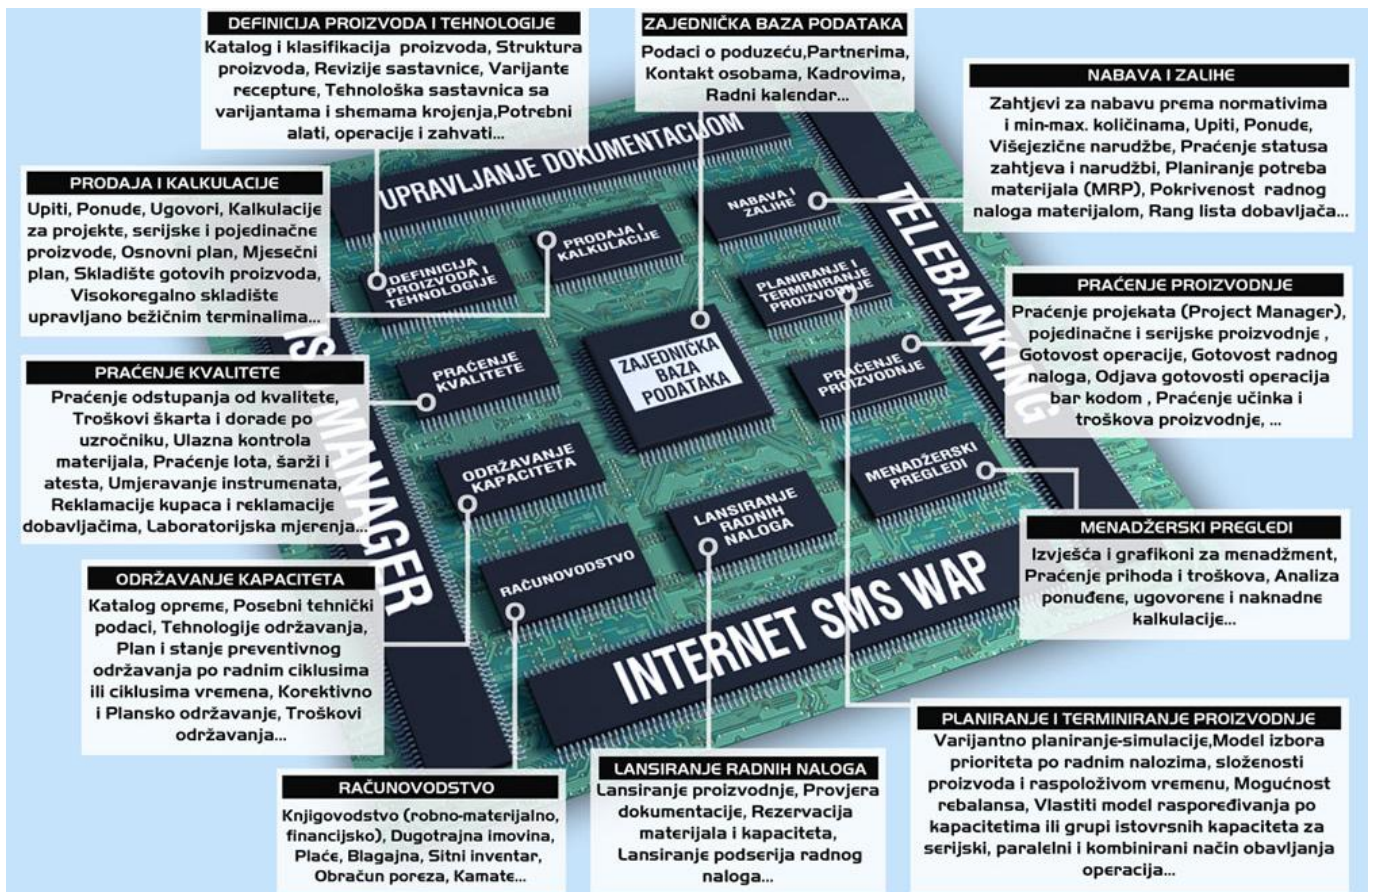 DEFINICIJA PROIZVODA I TEHNOLOGIJE
Katalog i klasifikacija proizvoda, Struktura
proizvoda, Revizije sastavnice, Varijante
recepture, Tehnološka sastavnica sa
varijantama i shemama krojenja,Potrebni
alati, operacije i zahvati...
ZAJEDNIČKA BAZA PODATAKA
Podaci o poduzeću,Partnerima,
Kontakt osobama, Kadrovima,
Radni kalendar...
NABAVA I ZALIHE
Zahtjevi za nabavu prema normativima
i min-max. količinama, Upiti, Ponude,
Višejezične narudžbe, Praćenje statusa
zahtjeva i narudžbi, Planiranje potreba
materijala (MRP), Pokrivenost radnog
naloga materijalom, Rang lista dobavljača...
PRODAJA I KALKULACIJE
Upiti, Ponude, Ugovori, Kalkulacije
za projekte, serijske i pojedinačne
proizvode, Osnovni plan, Mjesečni
plan, Skladište gotovih proizvoda,
Visokoregalno skladište
upravljano bežičnim terminalima...
PRAĆENJE PROIZVODNJE
Praćenje projekata (Project Manager),
pojedinačne i serijske proizvodnje ,
Gotovost operacije, Gotovost radnog
naloga, Odjava gotovosti operacija
bar kodom , Praćenje učinka i
troškova proizvodnje, ...
PRAĆENJE KVALITETE
Praćenje odstupanja od kvalitete,
Troškovi škarta i dorade po
uzročniku, Ulazna kontrola
materijala, Praćenje lota, šarži i
atesta, Umjeravanje instrumenata,
Reklamacije kupaca i reklamacije
dobavljačima, Laboratorijska mjerenja...
MENADŽERSKI PREGLEDI
Izvješća i grafikoni za menadžment,
Praćenje prihoda i troškova, Analiza
ponuđene, ugovorene i naknadne
kalkulacije...
ODRŽAVANJE KAPACITETA
Katalog opreme, Posebni tehnički
podaci, Tehnologije održavanja,
Plan i stanje preventivnog
održavanja po radnim ciklusima
ili ciklusima vremena, Korektivno
i Plansko održavanje, Troškovi
održavanja...
PLANIRANJE I TERMINIRANJE PROIZVODNJE
Varijantno planiranje-simulacije,Model izbora
prioriteta po radnim nalozima, složenosti
proizvoda i raspoloživom vremenu, Mogućnost
rebalansa, Vlastiti model raspoređivanja po
kapacitetima ili grupi istovrsnih kapaciteta za
serijski, paralelni i kombinirani način obavljanja
operacija...
LANSIRANJE RADNIH NALOGA
Lansiranje proizvodnje, Provjera
dokumentacije, Rezervacija
materijala i kapaciteta,
Lansiranje podserija radnog
naloga...
RAČUNOVODSTVO
Knjigovodstvo (robno-materijalno,
financijsko), Dugotrajna imovina,
Plaće, Blagajna, Sitni inventar,
Obračun poreza, Kamate...
UPRAVLJANJE DOKUMENTACIJOM
TELEBANKING
INTERNET SMS WAP
MANAGER
DEFINICIJA
PROIZVODA I
TEHNOLOGIJE
PRODAJA I
KALKULACIJE
NABAVA I
ZALIHE
PLANIRANJE I
TERMINIRANJE
PROIZVODNJE
ZAJEDNIČKA
BAZA
PODATAKA
PRAĆENJE
KVALITETE
PRAĆENJE
PROIZVODNJE
ODRŽAVANJE
KAPACITETA
MENADŽERSKI
PREGLEDI
LANSIRANJE
RADNIH
NALOGA
RAČUNOVODSTVO